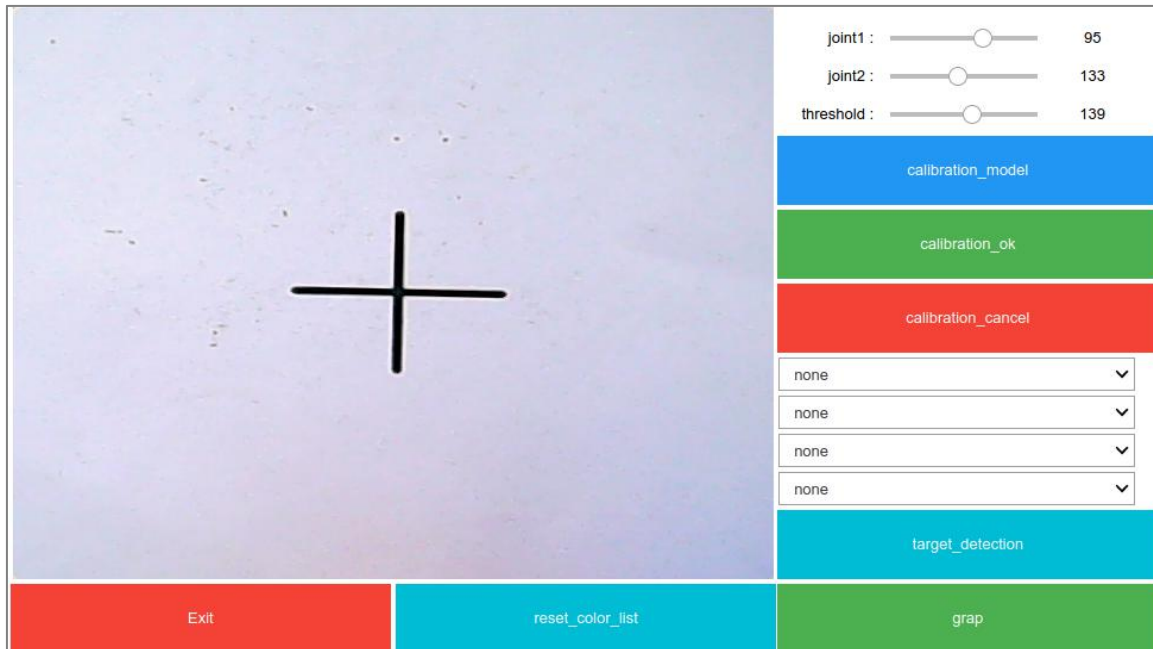 joint1 : 95
joint2 : 133
threshold : 139
calibration_model
calibration_ok
calibration_cancel
none
none
none
none
target_detection
Exit
reset_color_list
grap